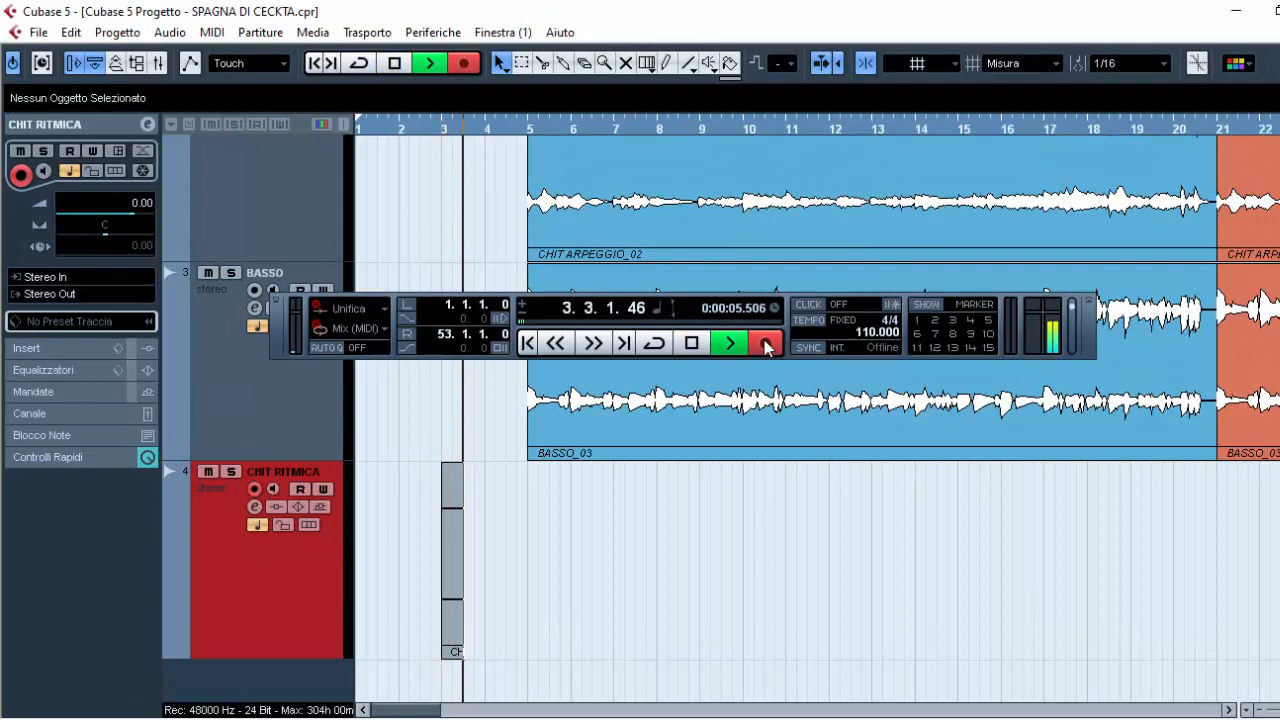 Cubase 5 - [Cubase 5 Progetto - SPAGNA DI CECKTA.cpr]
File Edit Progetto Audio MIDI Partiture Media Trasporto Periferiche Finestra (1) Aiuto
Touch - Misura 1/16
Nessun Oggetto Selezionato
CHIT RITMICA e [M] [S] [R] [W] 1 2 3 4 5 6 7 8 9 10 11 12 13 14 15 16 17 18 19 20 21 22
m S R W
0.00
C
0.00
Stereo In
Stereo Out
No Preset Traccia
Insert
Equalizzatori
Mandate
Canale
Blocco Note
Controlli Rapidi
CHIT ARPEGGIO_02 CHIT ARPE
3 m S BASSO
stereo R W
e
Unifica 1. 1. 1. 0 3. 3. 1. 46 0:00:05.506 CLICK OFF SHOW MARKER
0. 0 TEMPO FIXED 4/4 1 2 3 4 5
Mix (MIDI) R 53. 1. 1. 0 110.000 6 7 8 9 10
AUTO Q OFF 0. 0 SYNC INT. Offline 11 12 13 14 15
BASSO_03 BASSO_03
4 m S CHIT RITMICA
stereo R W
e
CH
Rec: 48000 Hz - 24 Bit - Max: 304h 00m